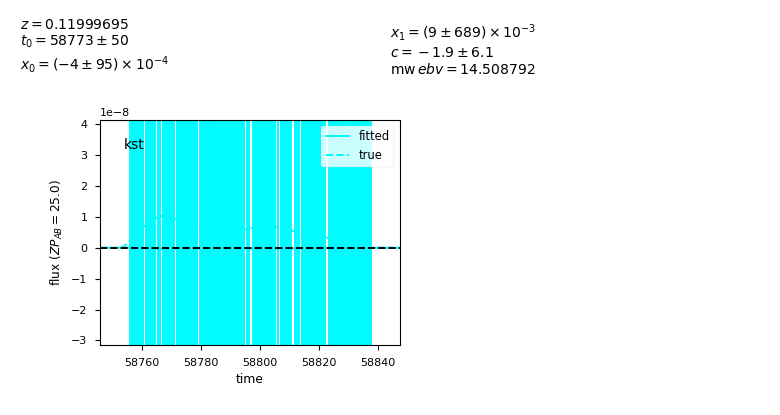 z = 0.11999695
t₀ = 58773 ± 50
x₀ = (−4 ± 95) × 10⁻⁴
x₁ = (9 ± 689) × 10⁻³
c = −1.9 ± 6.1
mw ebv = 14.508792
1e−8
kst
fitted
true
4
3
2
1
0
−1
−2
−3
flux (ZP_AB = 25.0)
58760 58780 58800 58820 58840
time